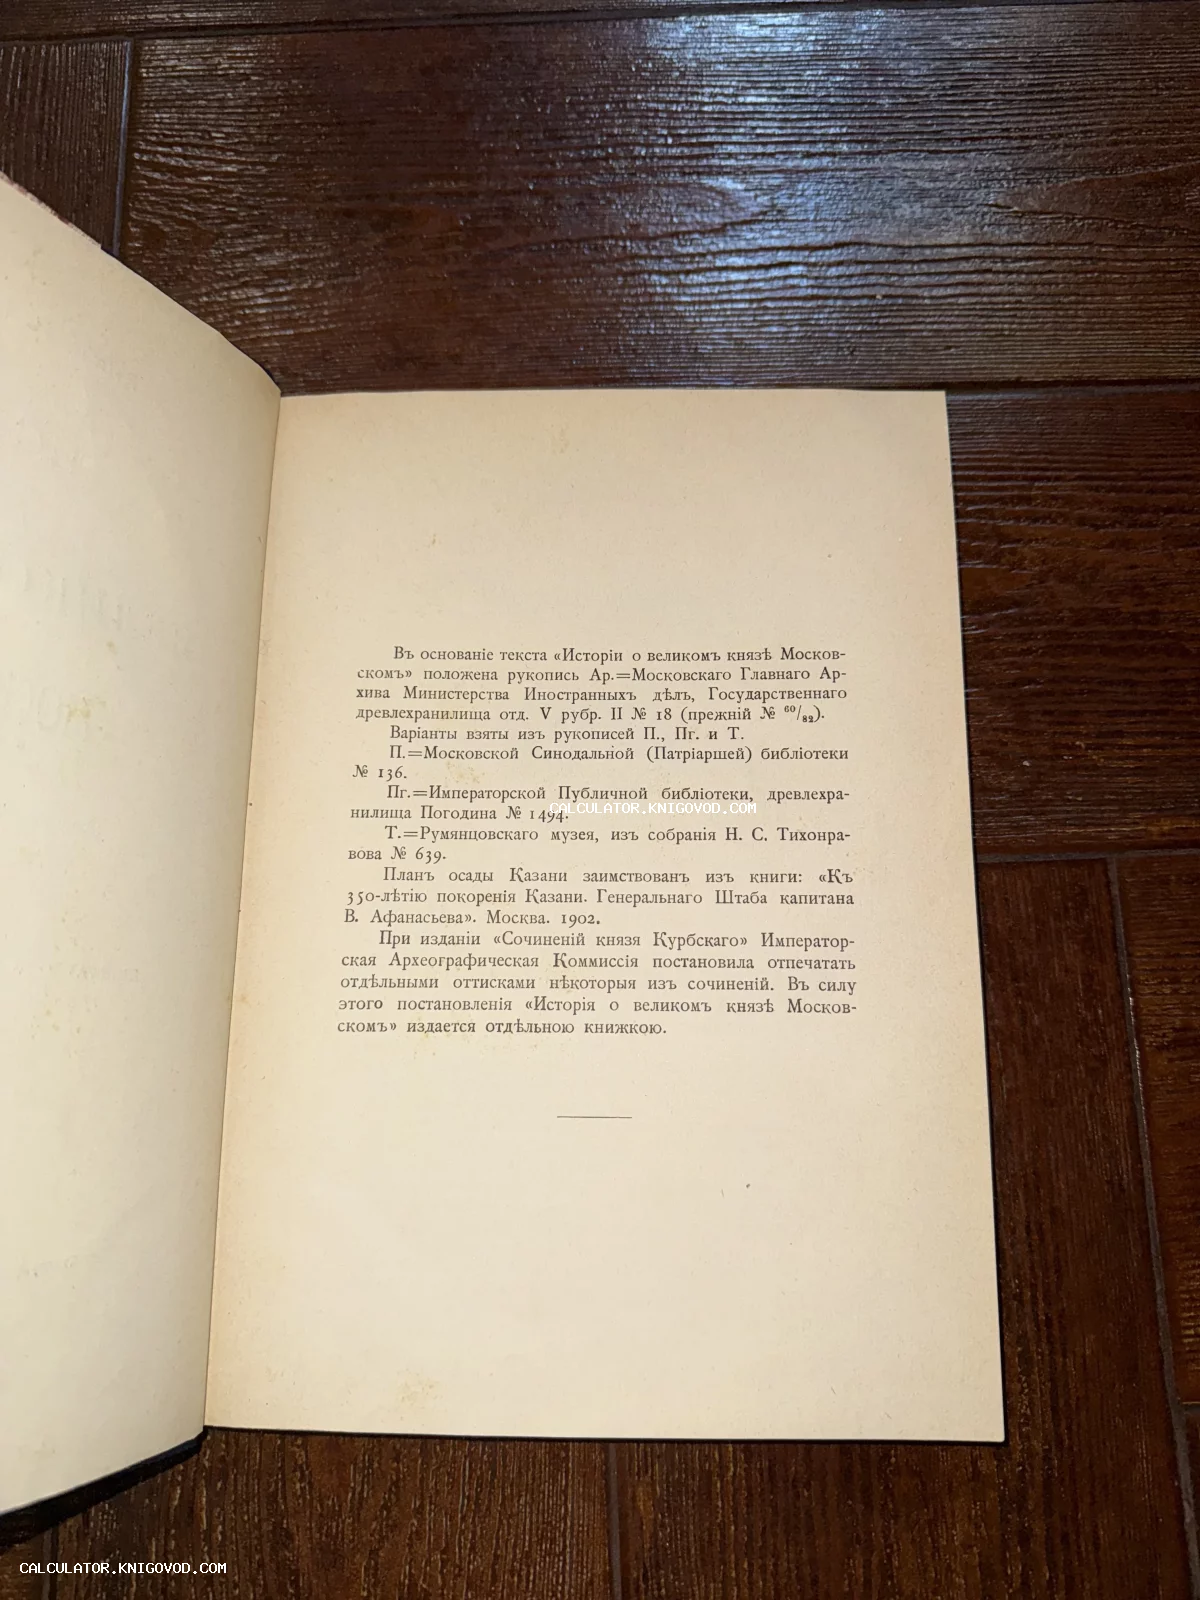 Въ основаніе текста «Исторіи о великомъ князѣ Москов-
скомъ» положена рукопись Ар.=Московскаго Главнаго Ар-
хива Министерства Иностранныхъ дѣлъ, Государственнаго
древлехранилища отд. V рубр. II № 18 (прежній № 60/82).
Варіанты взяты изъ рукописей П., Пг. и Т.
П.=Московской Синодальной (Патріаршей) библіотеки
№ 136.
Пг.=Императорской Публичной библіотеки, древлехра-
CALCULATOR.KNIGOVOD.COM
нилища Погодина № 1494.
Т.=Румянцовскаго музея, изъ собранія Н. С. Тихонра-
вова № 639.
Планъ осады Казани заимствованъ изъ книги: «Къ
350-лѣтію покоренія Казани. Генеральнаго Штаба капитана
В. Афанасьева». Москва. 1902.
При изданіи «Сочиненій князя Курбскаго» Император-
ская Археографическая Коммиссія постановила отпечатать
отдѣльными оттисками нѣкоторыя изъ сочиненій. Въ силу
этого постановленія «Исторія о великомъ князѣ Москов-
скомъ» издается отдѣльною книжкою.
CALCULATOR.KNIGOVOD.COM